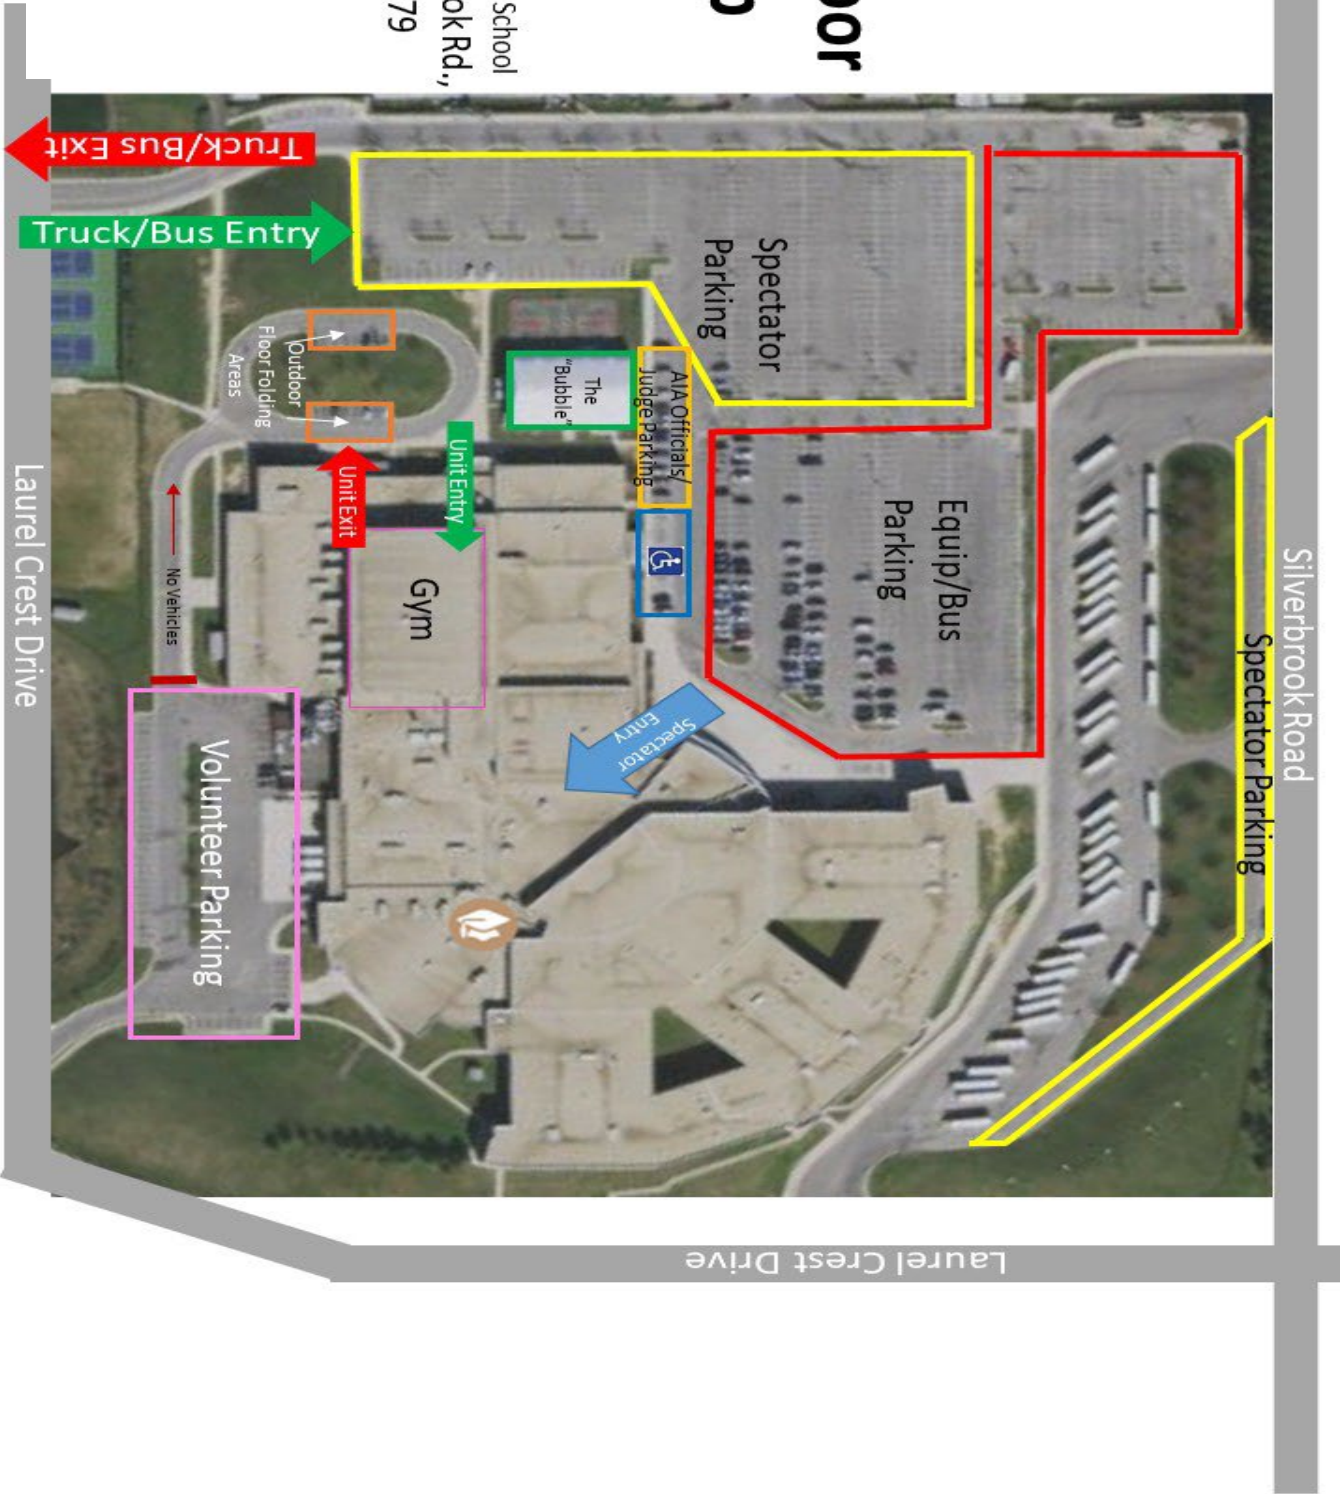 oor
g
School
ok Rd.,
79
Silverbrook Road
Spectator Parking
Equip/Bus
Parking
Spectator
Parking
AIA Officials/
Judge Parking
The
"Bubble"
Spectator
Entry
Unit Entry
Gym
Unit Exit
Outdoor
Floor Folding
Areas
Truck/Bus Exit
Truck/Bus Entry
No Vehicles
Volunteer Parking
Laurel Crest Drive
Laurel Crest Drive